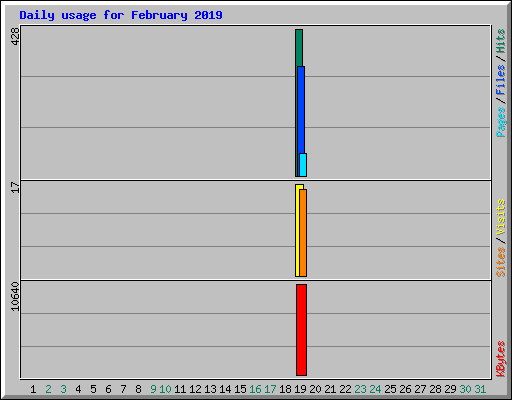 Daily usage for February 2019
428
17
10640
Pages/Files/Hits
Sites/Visits
KBytes
1 2 3 4 5 6 7 8 9 10 11 12 13 14 15 16 17 18 19 20 21 22 23 24 25 26 27 28 29 30 31